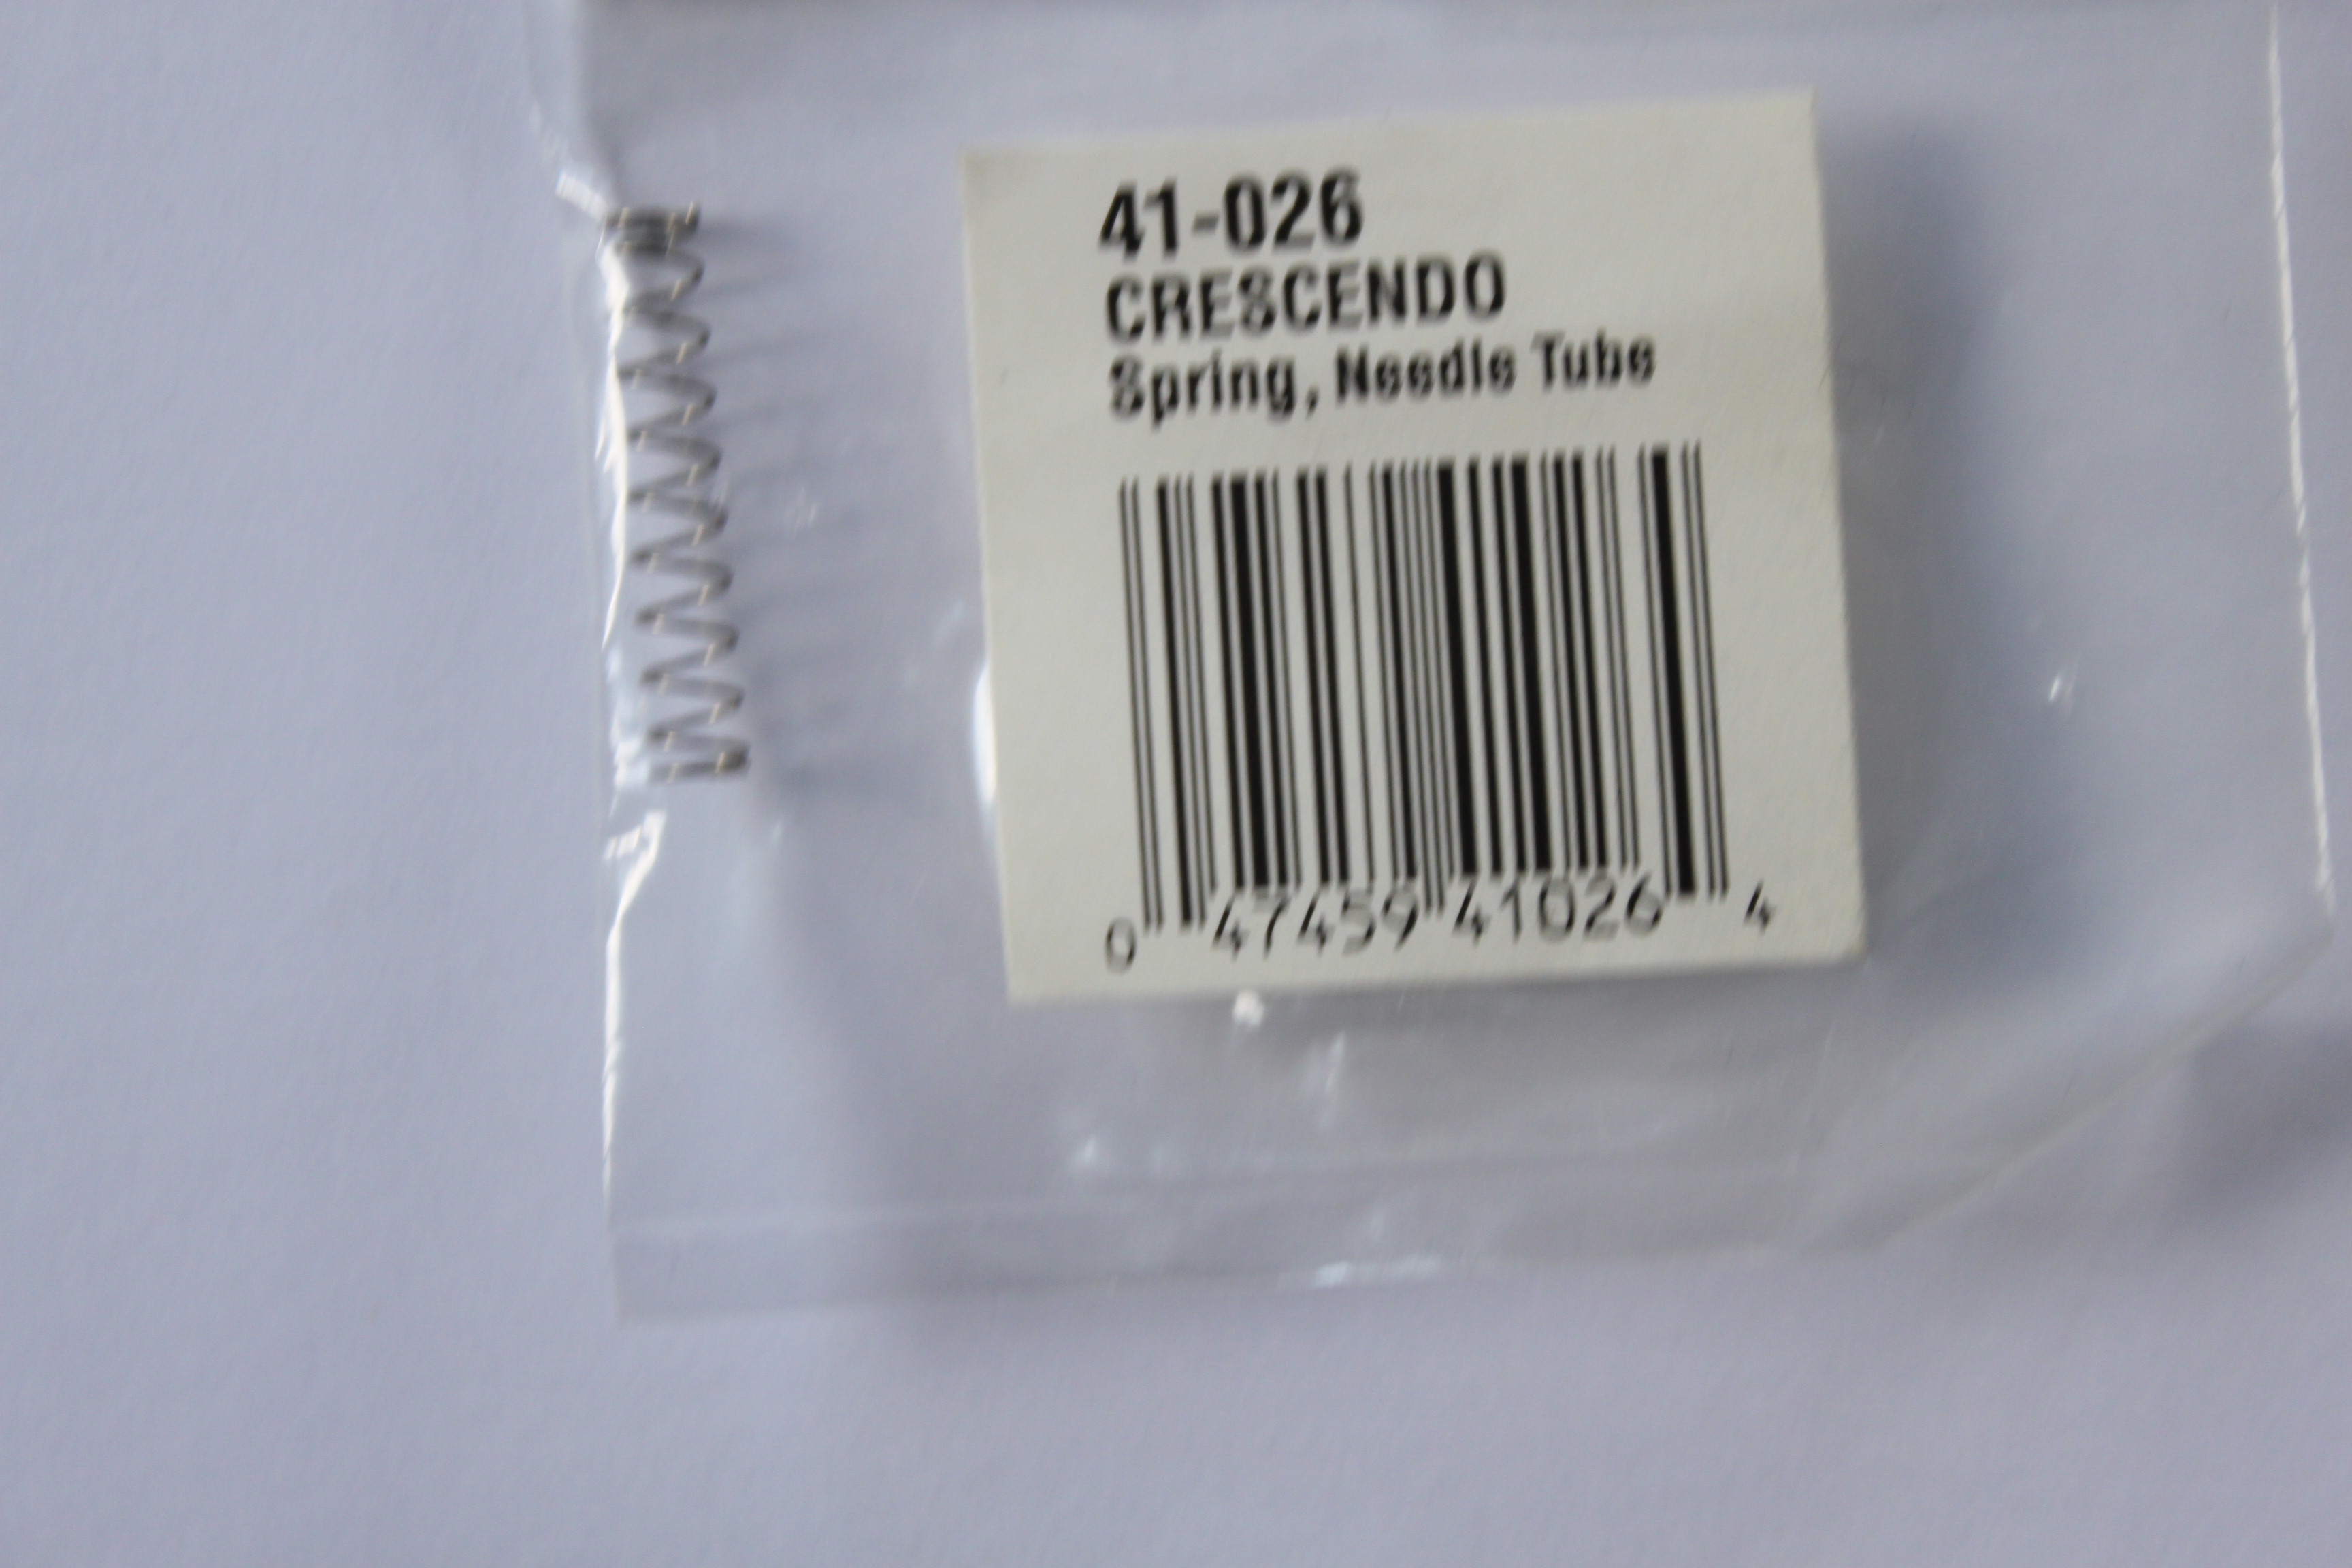 41-026
CRESCENDO
Spring, Needle Tube
0 47459 41026 4